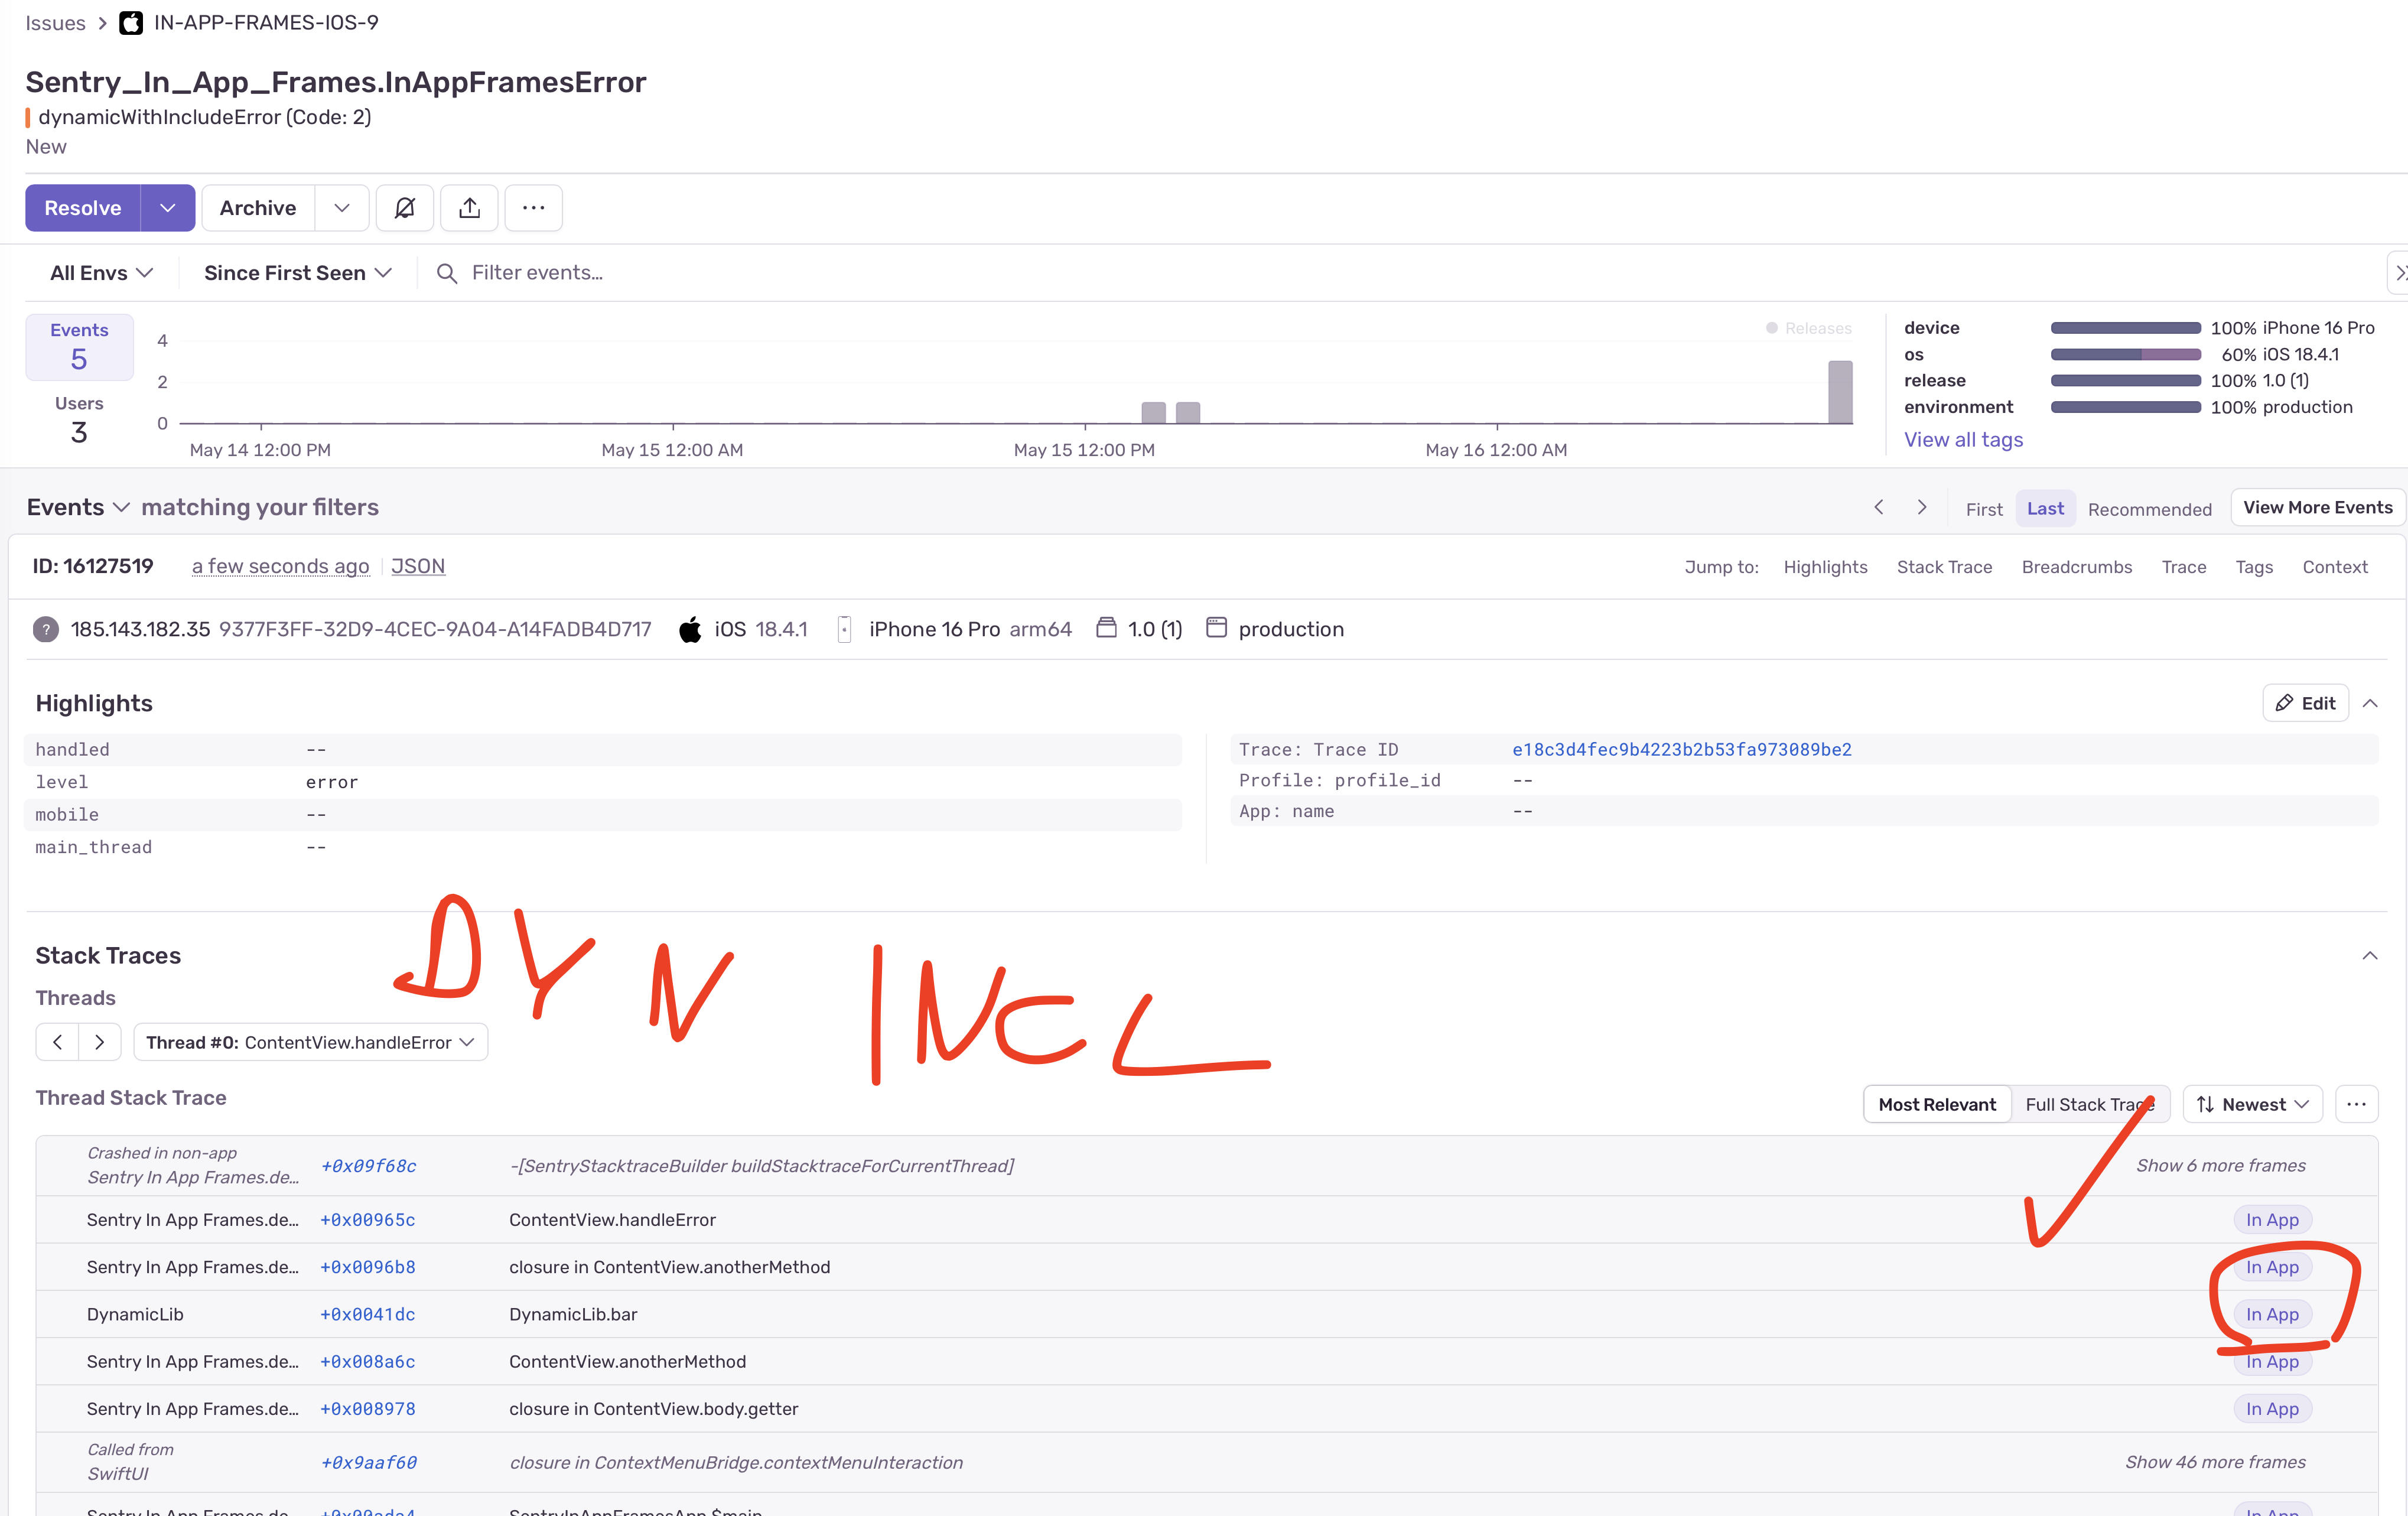 Issues > IN-APP-FRAMES-IOS-9
Sentry_In_App_Frames.InAppFramesError
dynamicWithIncludeError (Code: 2)
New
Resolve Archive
All Envs Since First Seen Filter events...
Events
5
Users
3
4
2
0
Releases
May 14 12:00 PM May 15 12:00 AM May 15 12:00 PM May 16 12:00 AM
device 100% iPhone 16 Pro
os 60% iOS 18.4.1
release 100% 1.0 (1)
environment 100% production
View all tags
Events matching your filters First Last Recommended View More Events
ID: 16127519 a few seconds ago JSON Jump to: Highlights Stack Trace Breadcrumbs Trace Tags Context
? 185.143.182.35 9377F3FF-32D9-4CEC-9A04-A14FADB4D717 iOS 18.4.1 iPhone 16 Pro arm64 1.0 (1) production
Highlights Edit
handled --
level error
mobile --
main_thread --
Trace: Trace ID e18c3d4fec9b4223b2b53fa973089be2
Profile: profile_id --
App: name --
DYN INCL
Stack Traces
Threads
Thread #0: ContentView.handleError
Thread Stack Trace Most Relevant Full Stack Trace Newest
Crashed in non-app
Sentry In App Frames.de... +0x09f68c -[SentryStacktraceBuilder buildStacktraceForCurrentThread] Show 6 more frames
Sentry In App Frames.de... +0x00965c ContentView.handleError In App
Sentry In App Frames.de... +0x0096b8 closure in ContentView.anotherMethod In App
DynamicLib +0x0041dc DynamicLib.bar In App
Sentry In App Frames.de... +0x008a6c ContentView.anotherMethod In App
Sentry In App Frames.de... +0x008978 closure in ContentView.body.getter In App
Called from
SwiftUI +0x9aaf60 closure in ContextMenuBridge.contextMenuInteraction Show 46 more frames
Sentry In App Frames.de... +0x00ada4 SentryInAppFramesApp.$main In App